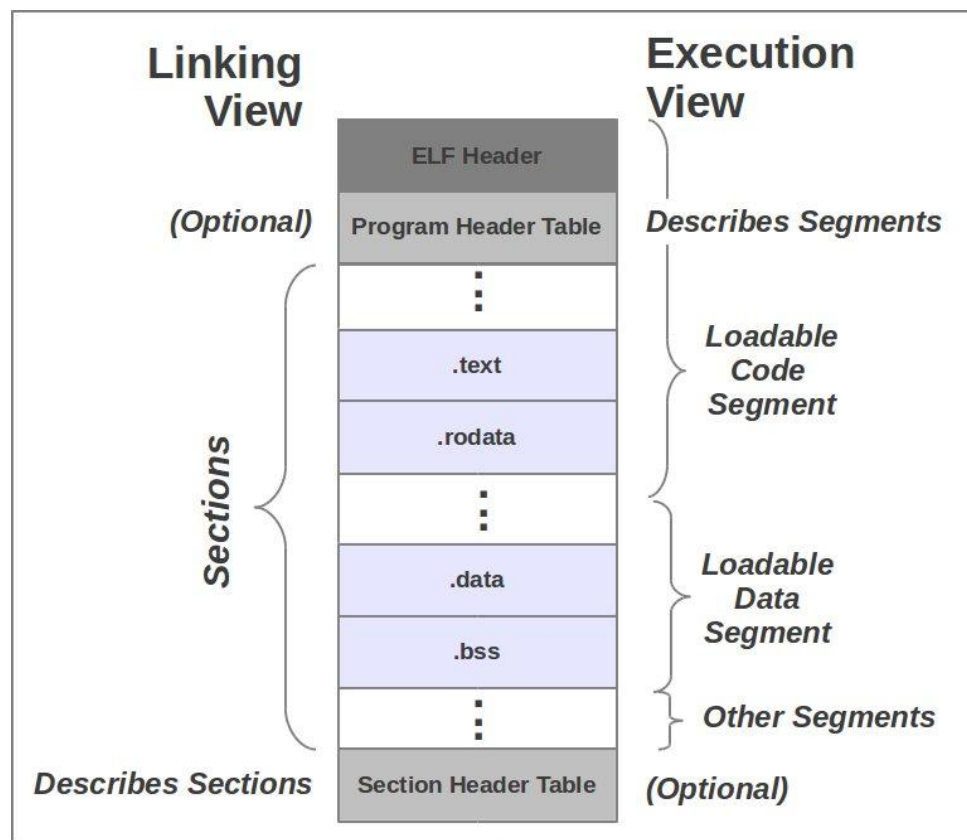 Linking
View
Execution
View
ELF Header
(Optional)
Program Header Table
Describes Segments
.text
Loadable
Code
Segment
.rodata
Sections
.data
Loadable
Data
Segment
.bss
Other Segments
Describes Sections
Section Header Table
(Optional)